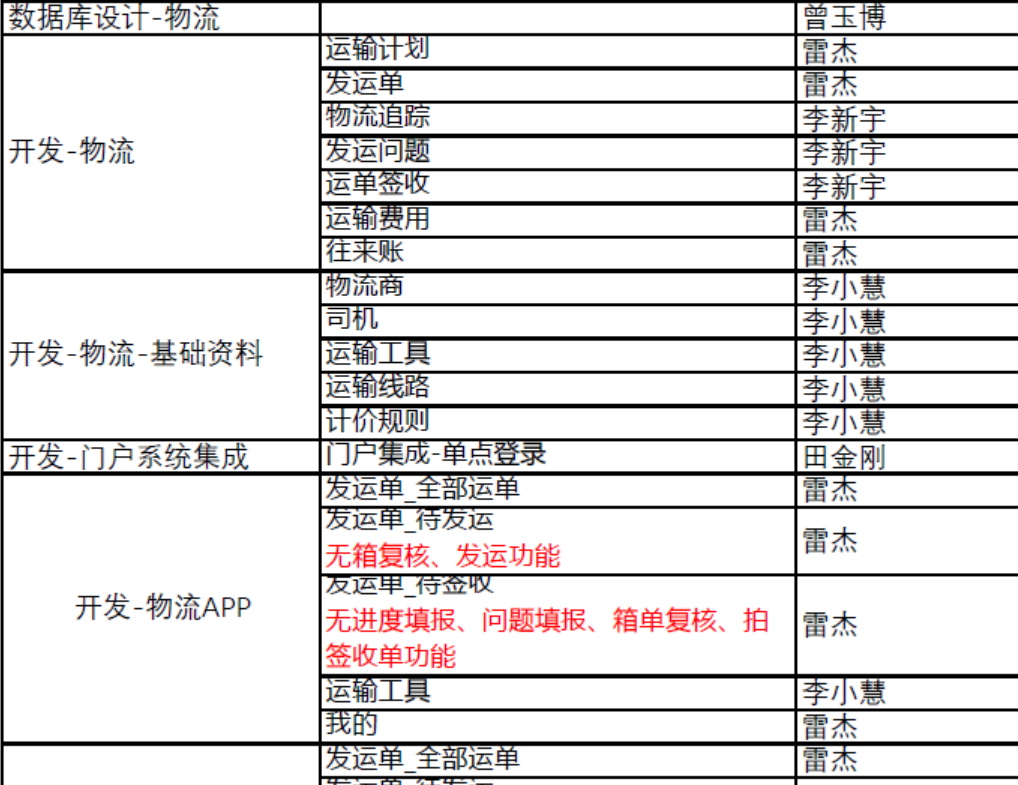 数据库设计-物流 曾玉博
运输计划 雷杰
发运单 雷杰
物流追踪 李新宇
开发-物流 发运问题 李新宇
运单签收 李新宇
运输费用 雷杰
往来账 雷杰
物流商 李小慧
司机 李小慧
开发-物流-基础资料 运输工具 李小慧
运输线路 李小慧
计价规则 李小慧
开发-门户系统集成 门户集成-单点登录 田金刚
开发-物流APP
发运单_全部运单 雷杰
发运单_待发运
无箱复核、发运功能
雷杰
发运单_待签收
无进度填报、问题填报、箱单复核、拍
签收单功能
雷杰
运输工具 李小慧
我的 雷杰
发运单_全部运单 雷杰